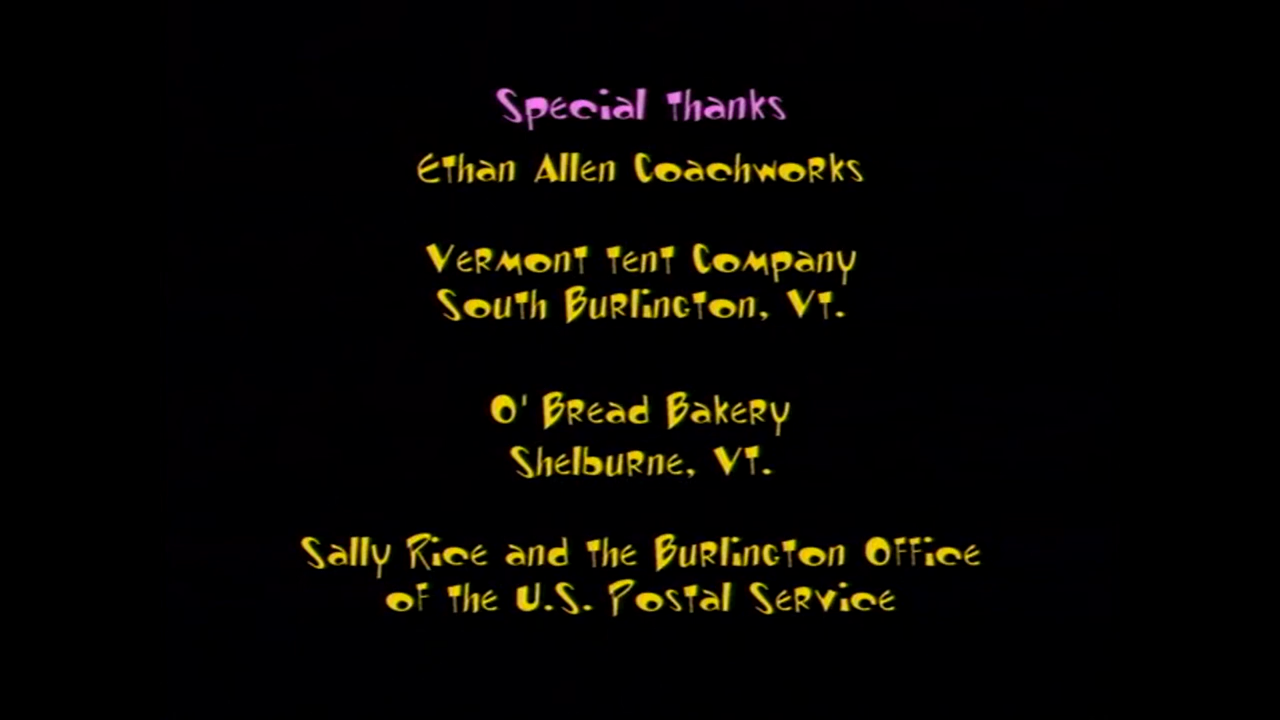 Special Thanks
Ethan Allen Coachworks
Vermont Tent Company
South Burlington, Vt.
O' Bread Bakery
Shelburne, Vt.
Sally Rice and the Burlington Office
of the U.S. Postal Service